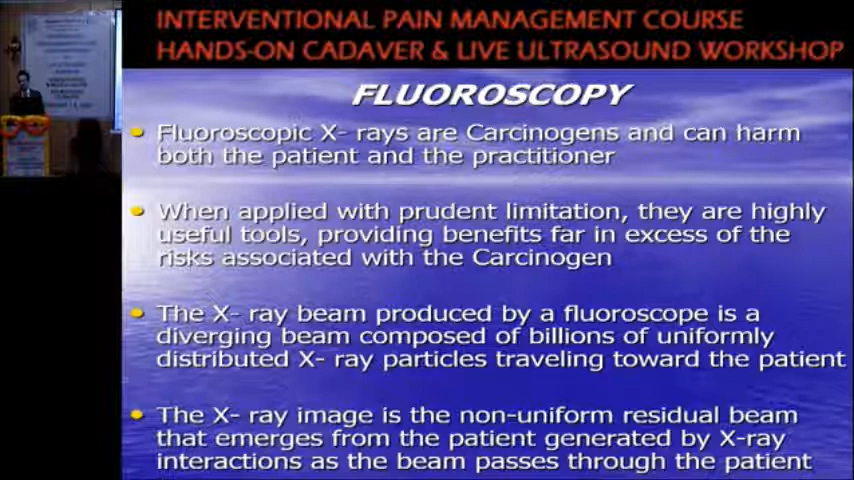 INTERVENTIONAL PAIN MANAGEMENT COURSE
HANDS-ON CADAVER & LIVE ULTRASOUND WORKSHOP
FLUOROSCOPY
Fluoroscopic X- rays are Carcinogens and can harm
both the patient and the practitioner
When applied with prudent limitation, they are highly
useful tools, providing benefits far in excess of the
risks associated with the Carcinogen
The X- ray beam produced by a fluoroscope is a
diverging beam composed of billions of uniformly
distributed X- ray particles traveling toward the patient
The X- ray image is the non-uniform residual beam
that emerges from the patient generated by X-ray
interactions as the beam passes through the patient